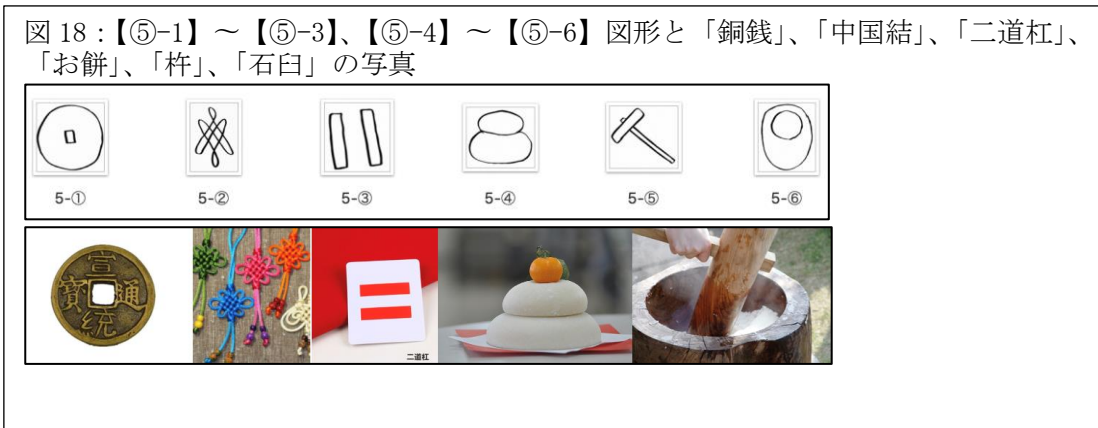 図 18：【⑤-1】～【⑤-3】、【⑤-4】～【⑤-6】図形と「銅銭」、「中国結」、「二道杠」、
「お餅」、「杵」、「石臼」の写真
5-① 5-② 5-③ 5-④ 5-⑤ 5-⑥
宣
寶 通
統
二道杠